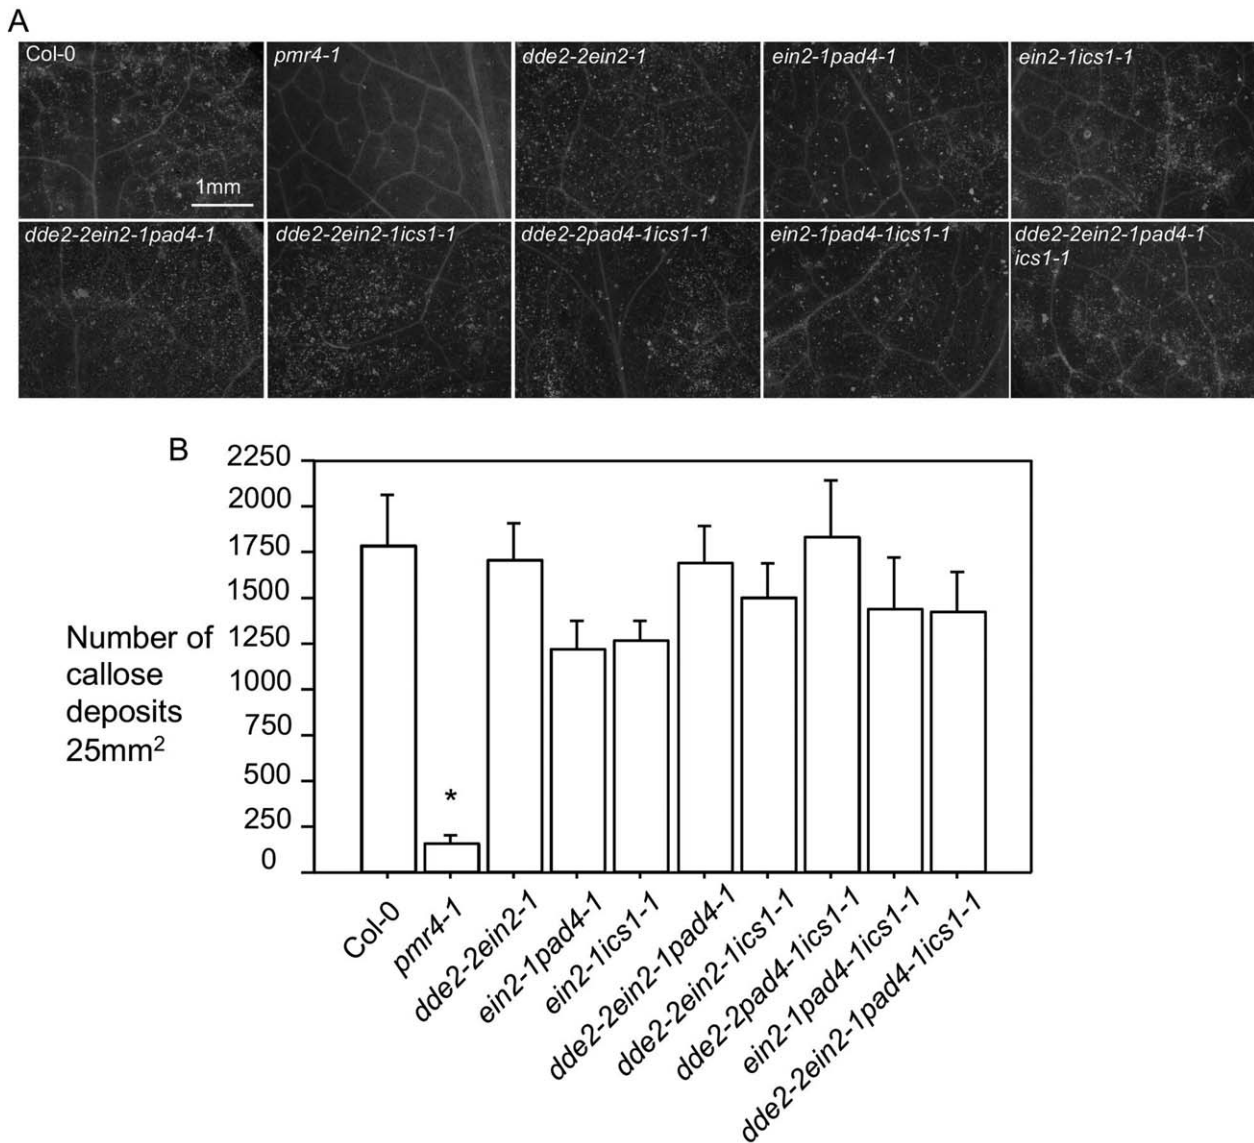 A
Col-0
pmr4-1
dde2-2ein2-1
ein2-1pad4-1
ein2-1ics1-1
1mm
dde2-2ein2-1pad4-1
dde2-2ein2-1ics1-1
dde2-2pad4-1ics1-1
ein2-1pad4-1ics1-1
dde2-2ein2-1pad4-1
ics1-1
B
2250
2000
1750
1500
1250
1000
750
500
250
0
Number of
callose
deposits
25mm²
*
Col-0
pmr4-1
dde2-2ein2-1
ein2-1pad4-1
ein2-1ics1-1
dde2-2ein2-1pad4-1
dde2-2ein2-1ics1-1
dde2-2pad4-1ics1-1
ein2-1pad4-1ics1-1
dde2-2ein2-1pad4-1ics1-1